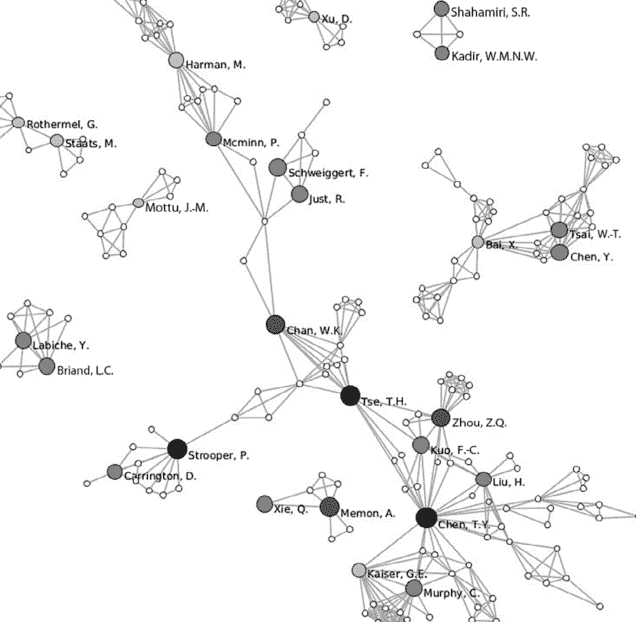 Shahamiri, S.R.
Xu, D.
Kadir, W.M.N.W.
Harman, M.
Rothermel, G.
Staats, M.
Mcminn, P.
Schweiggert, F.
Just, R.
Mottu, J.-M.
Tsai, W.-T.
Bai, X.
Chen, Y.
Chan, W.K.
Labiche, Y.
Briand, L.C.
Tse, T.H.
Zhou, Z.Q.
Kuo, F.-C.
Strooper, P.
Carrington, D.
Liu, H.
Xie, Q.
Memon, A.
Chen, T.Y.
Kaiser, G.E.
Murphy, C.